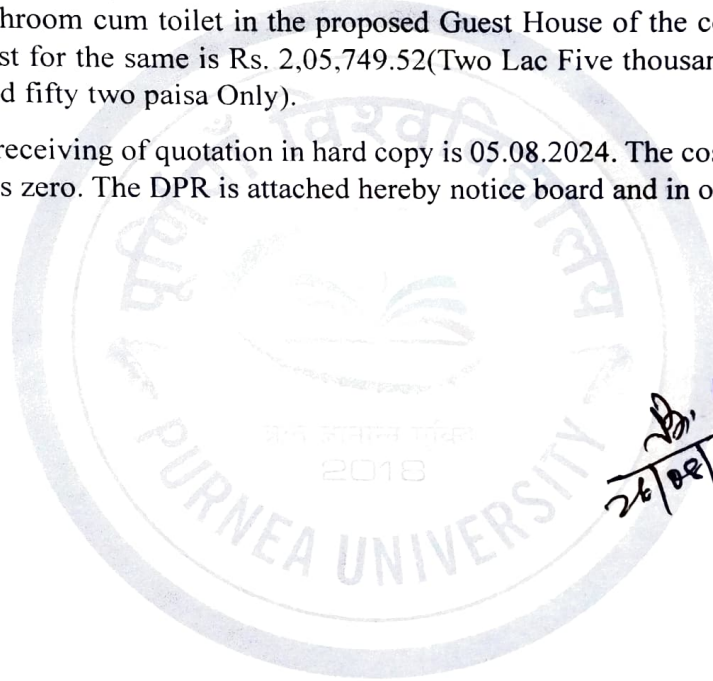 hroom cum toilet in the proposed Guest House of the c
st for the same is Rs. 2,05,749.52(Two Lac Five thousan
d fifty two paisa Only).
receiving of quotation in hard copy is 05.08.2024. The co
s zero. The DPR is attached hereby notice board and in o
पूर्णिया विश्वविद्यालय
2018
PURNEA UNIVERSITY